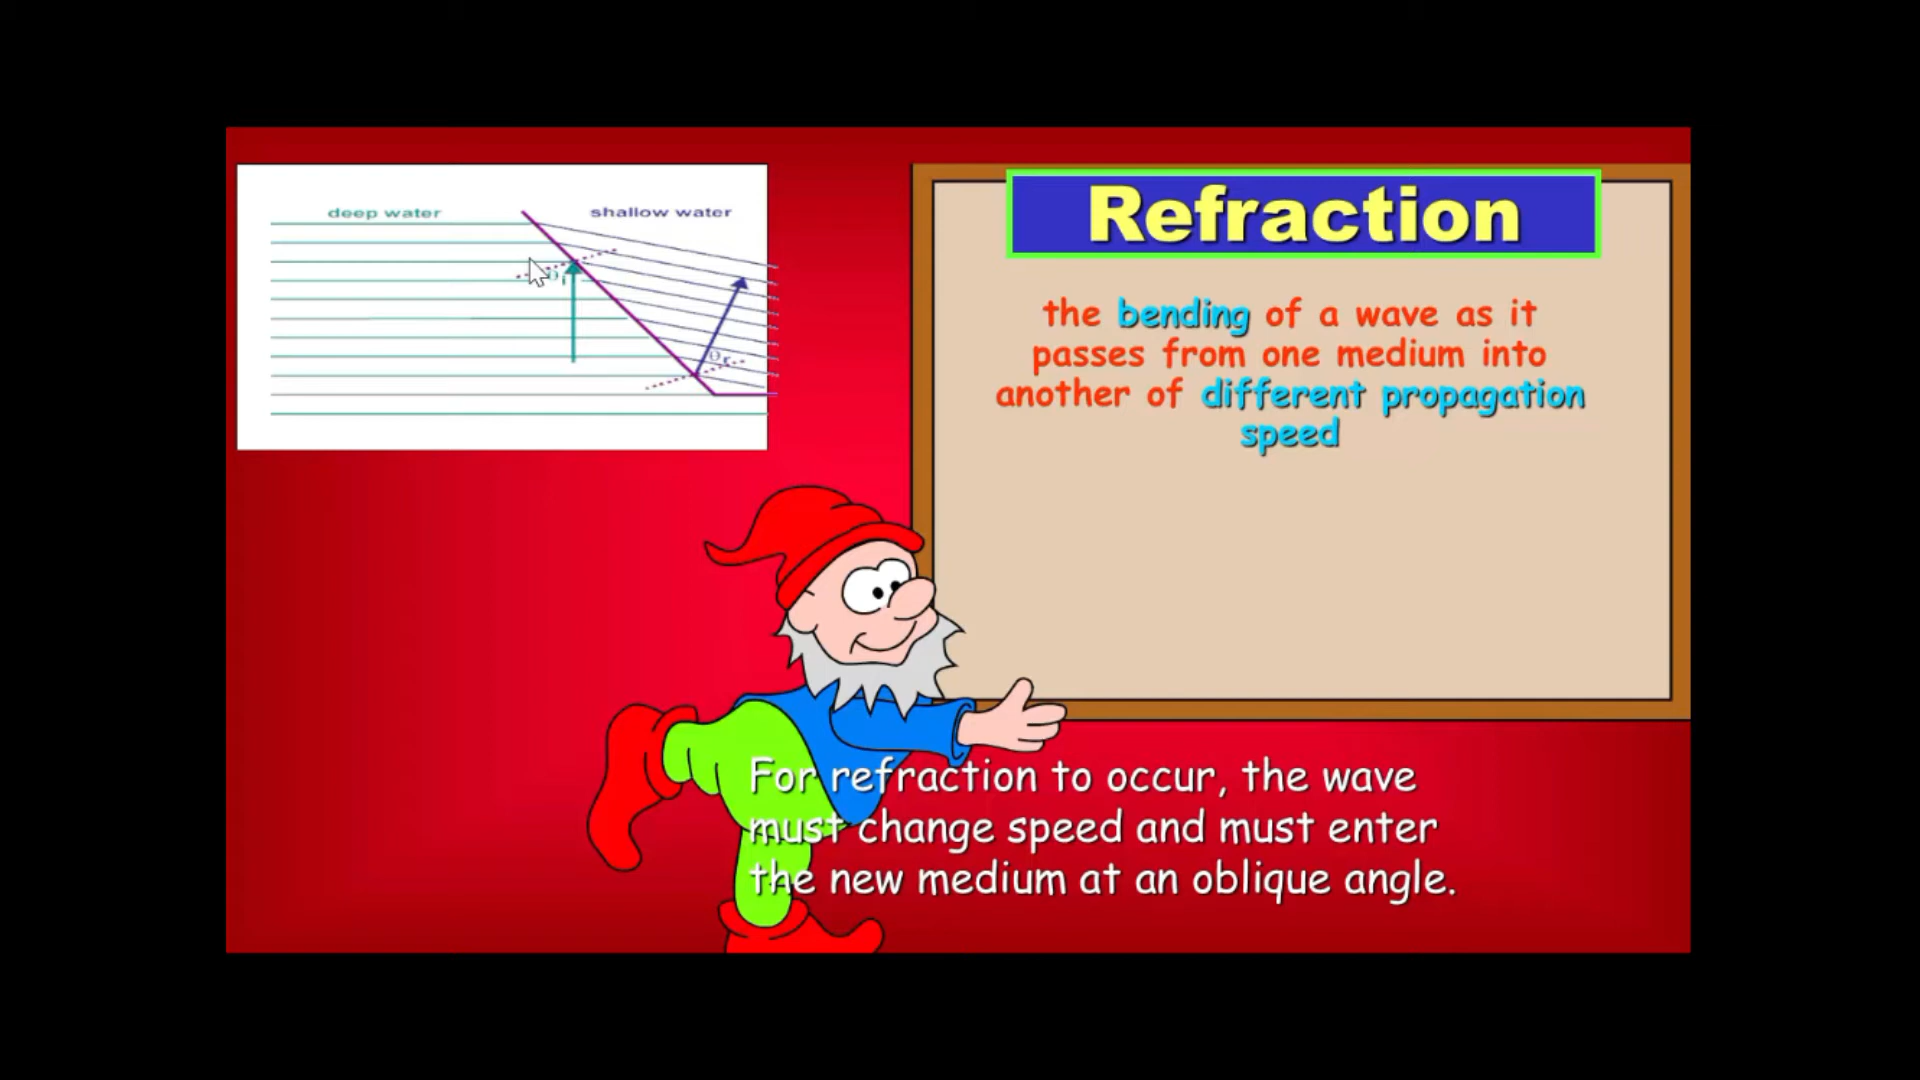 deep water
shallow water
θi
θr
Refraction
the bending of a wave as it
passes from one medium into
another of different propagation
speed
For refraction to occur, the wave
must change speed and must enter
the new medium at an oblique angle.